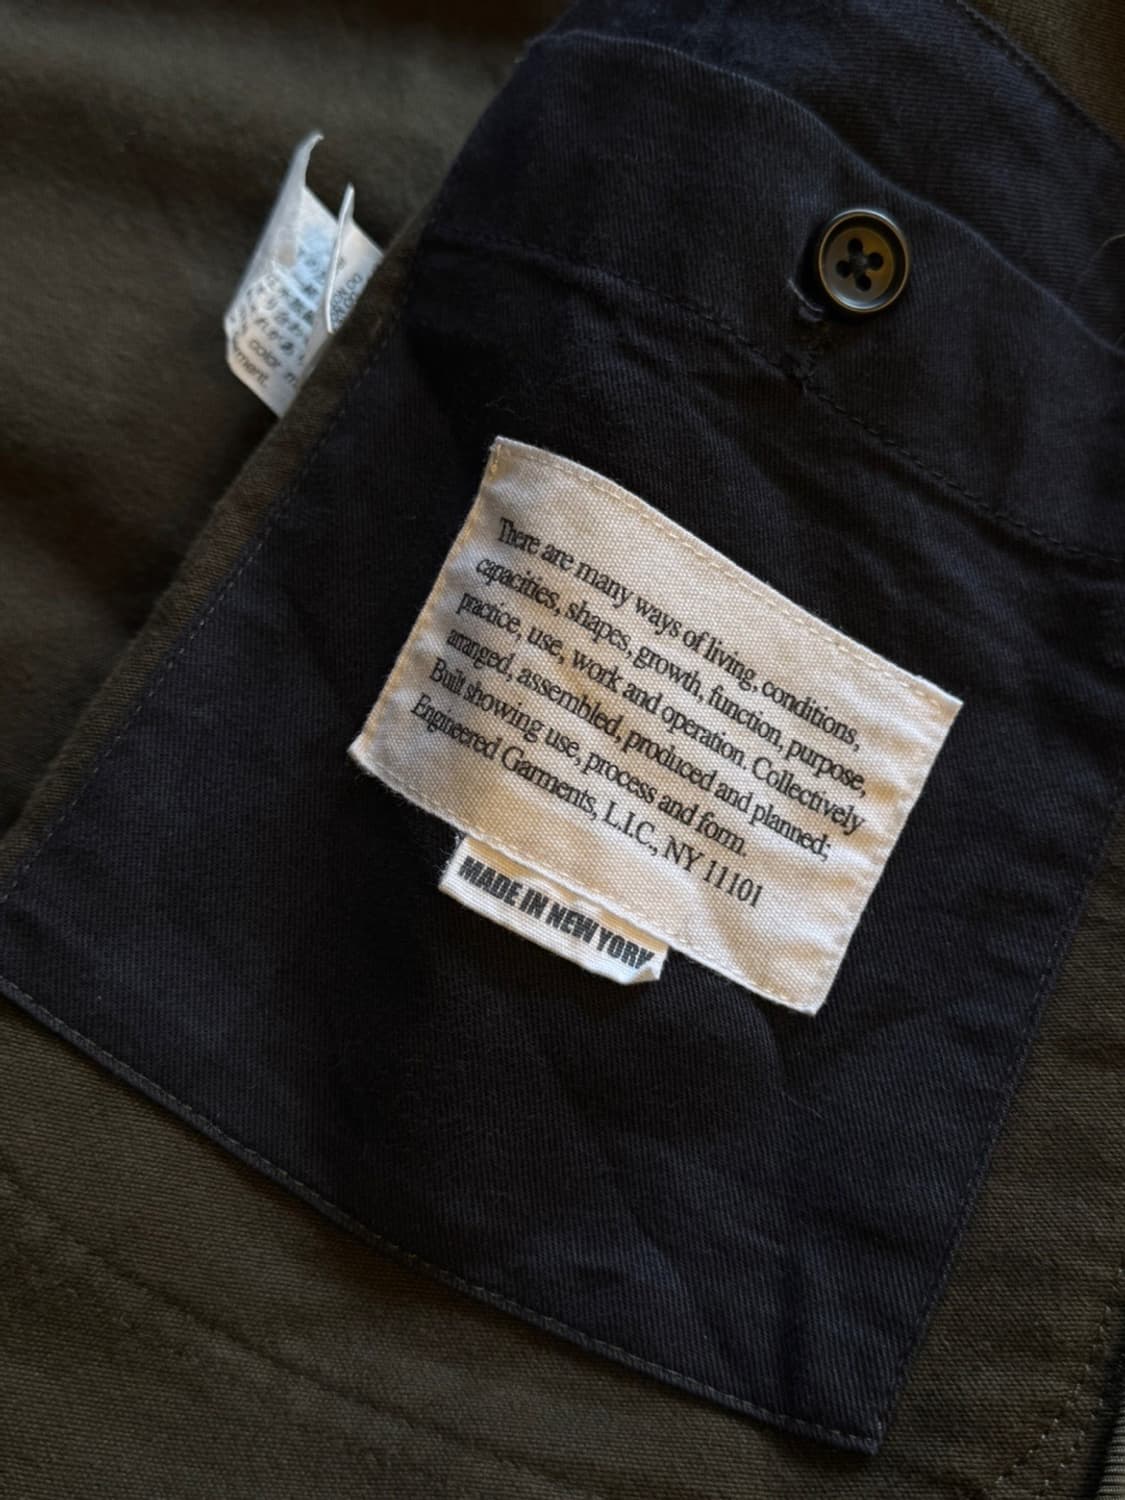 There are many ways of living, conditions,
capacities, shapes, growth, function, purpose,
practice, use, work and operation. Collectively
arranged, assembled, produced and planned;
Built showing use, process and form.
Engineered Garments, L.I.C., NY 11101
MADE IN NEW YORK
color